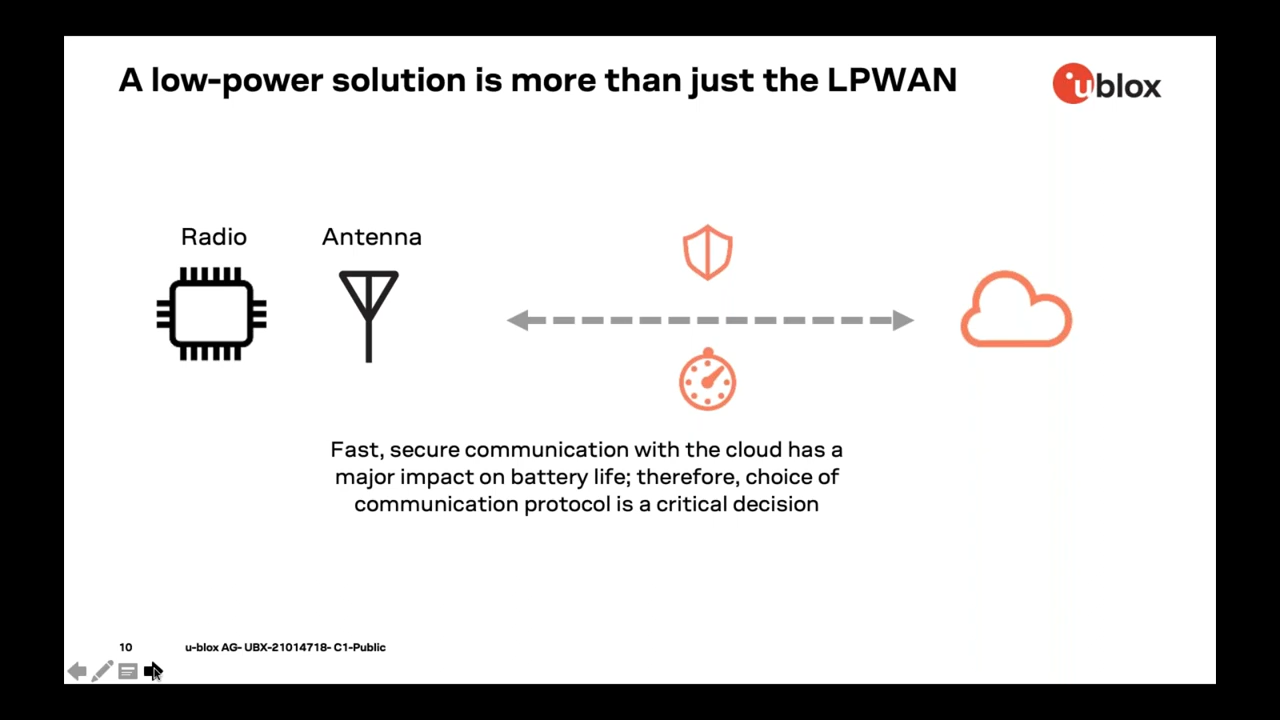 A low-power solution is more than just the LPWAN
ublox
Radio
Antenna
Fast, secure communication with the cloud has a
major impact on battery life; therefore, choice of
communication protocol is a critical decision
10
u-blox AG- UBX-21014718- C1-Public